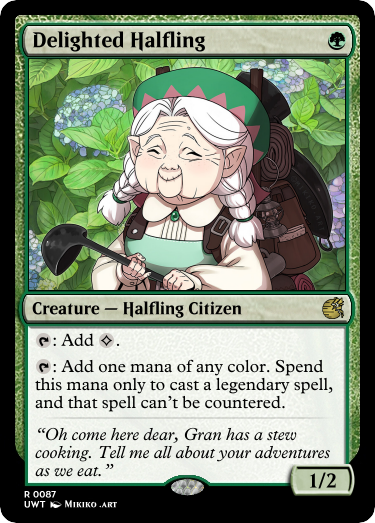 Delighted Halfling
Creature — Halfling Citizen
: Add .
: Add one mana of any color. Spend
this mana only to cast a legendary spell,
and that spell can't be countered.
“Oh come here dear, Gran has a stew
cooking. Tell me all about your adventures
as we eat.”
1/2
R 0087
UWT Mikiko .art